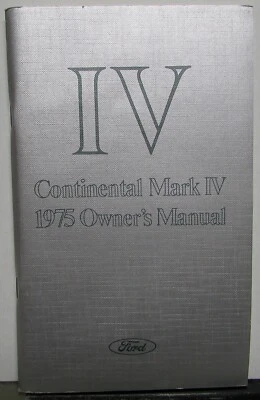 IV
Continental Mark IV
1975 Owner's Manual
Ford